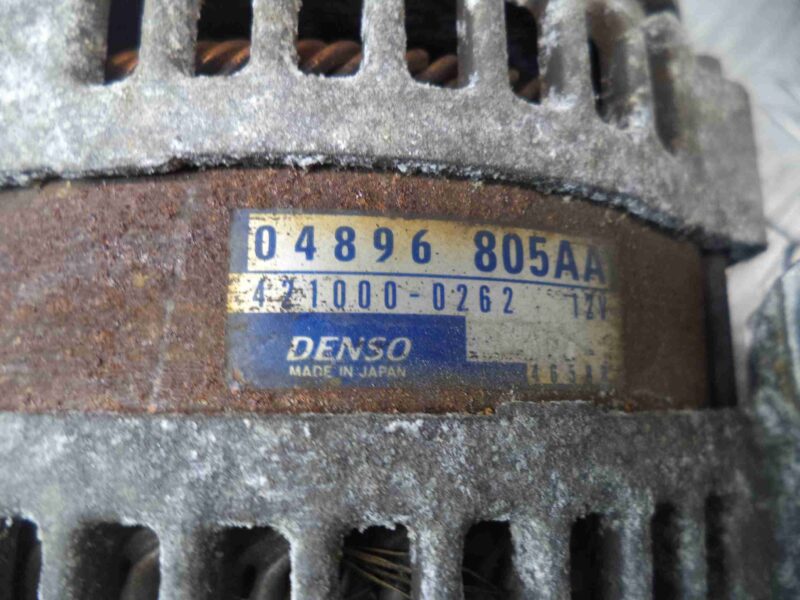 04896 805AA
421000-0262 12V
DENSO
MADE IN JAPAN